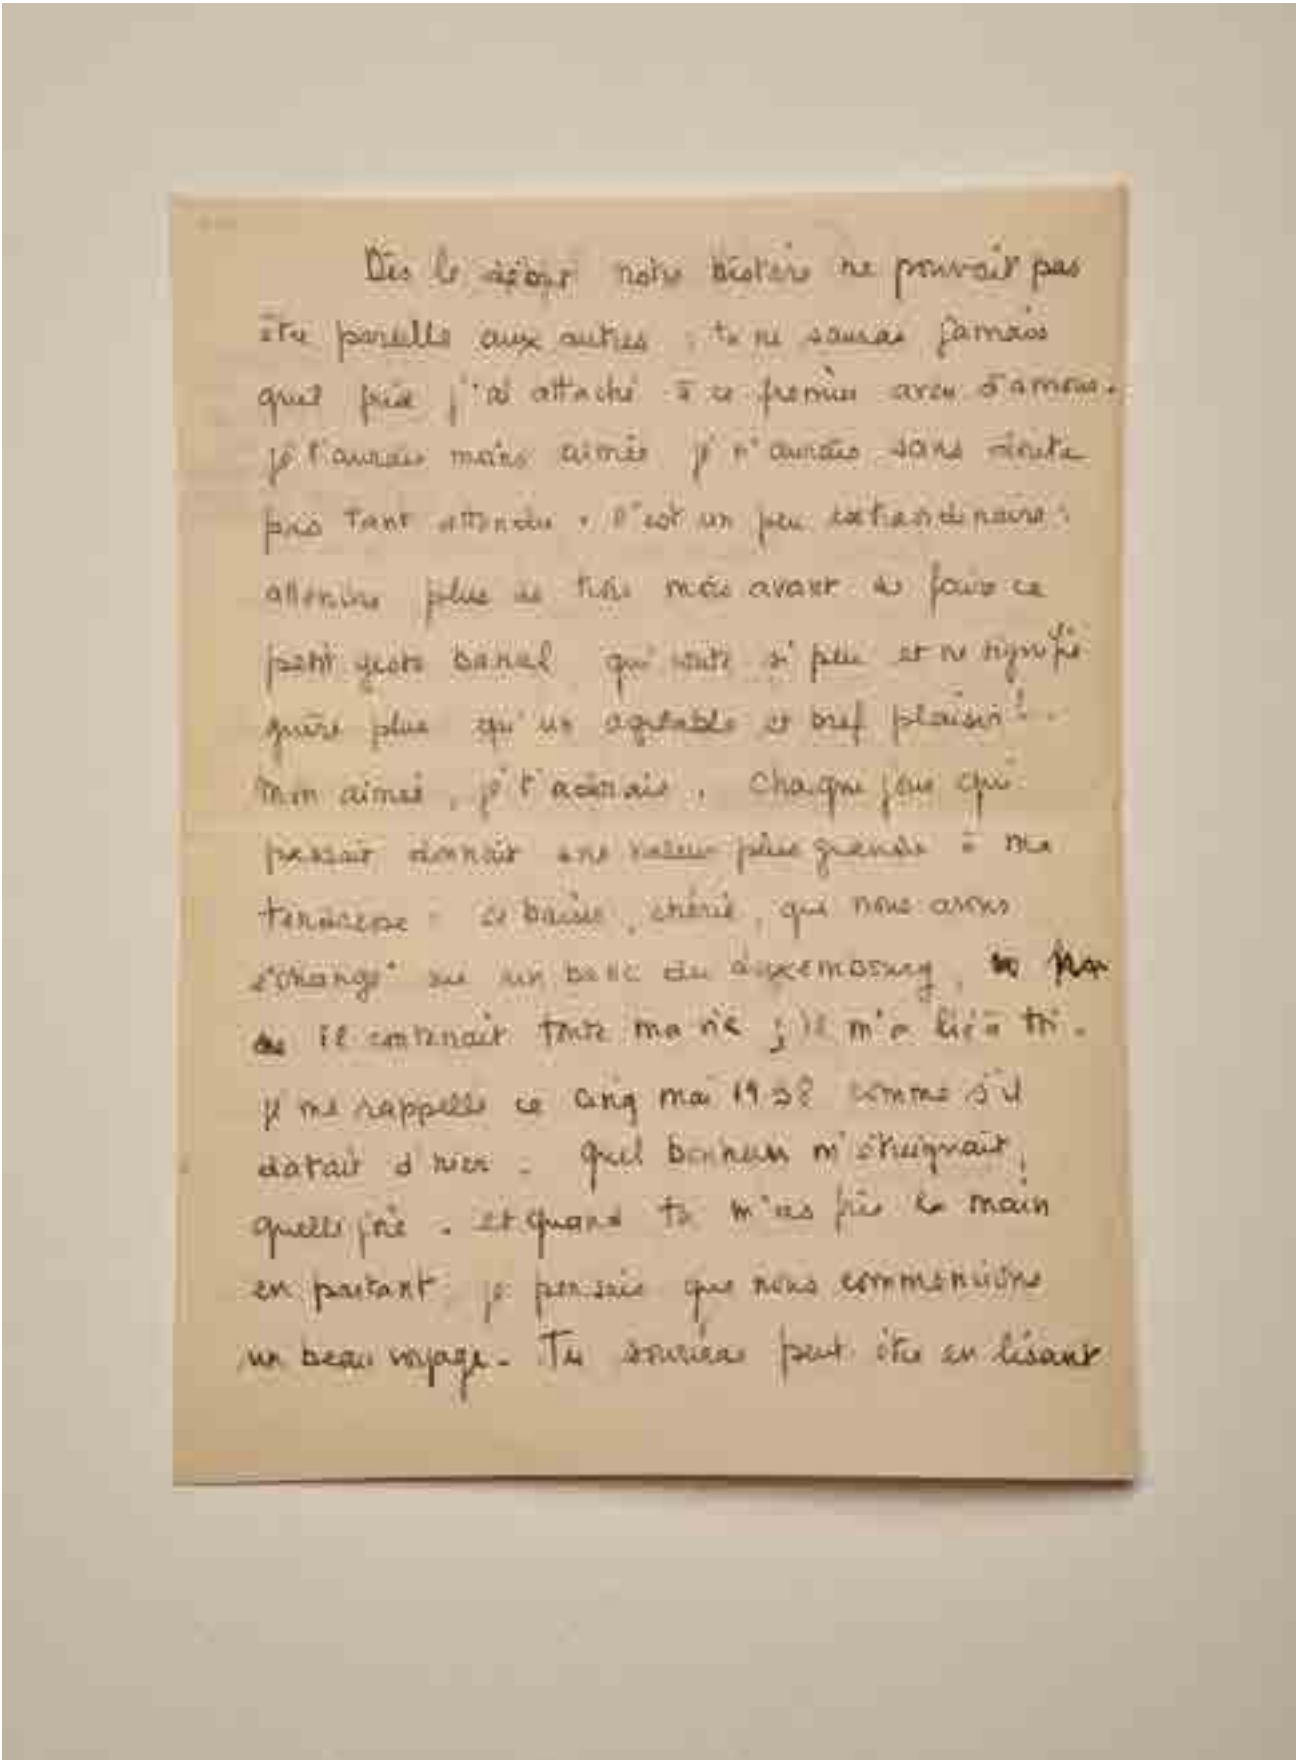 Dès le début notre histoire ne pouvait pas
être pareille aux autres : tu ne sauras jamais
quel prix j'ai attaché à ce premier aveu d'amour.
je t'aurais moins aimée je n'aurais sans doute
pas tant attendu. C'est un peu extraordinaire :
attendre plus de trois mois avant de faire ce
petit geste banal qui coûte si peu et ne signifie
guère plus qu'un agréable et bref plaisir !
Mon aimée, je t'adorais. Chaque jour qui
passait donnait une valeur plus grande à ma
tendresse : ce baiser, chérie, que nous avons
échangé sur un banc du Luxembourg,
il contenait toute ma vie ; il m'a lié à toi.
je me rappelle ce cinq mai 1938 comme s'il
datait d'hier. Quel bonheur m'étreignait,
quelle joie. et quand tu m'as pris la main
en partant, je pensais que nous commencions
un beau voyage. Tu souriras peut être en lisant